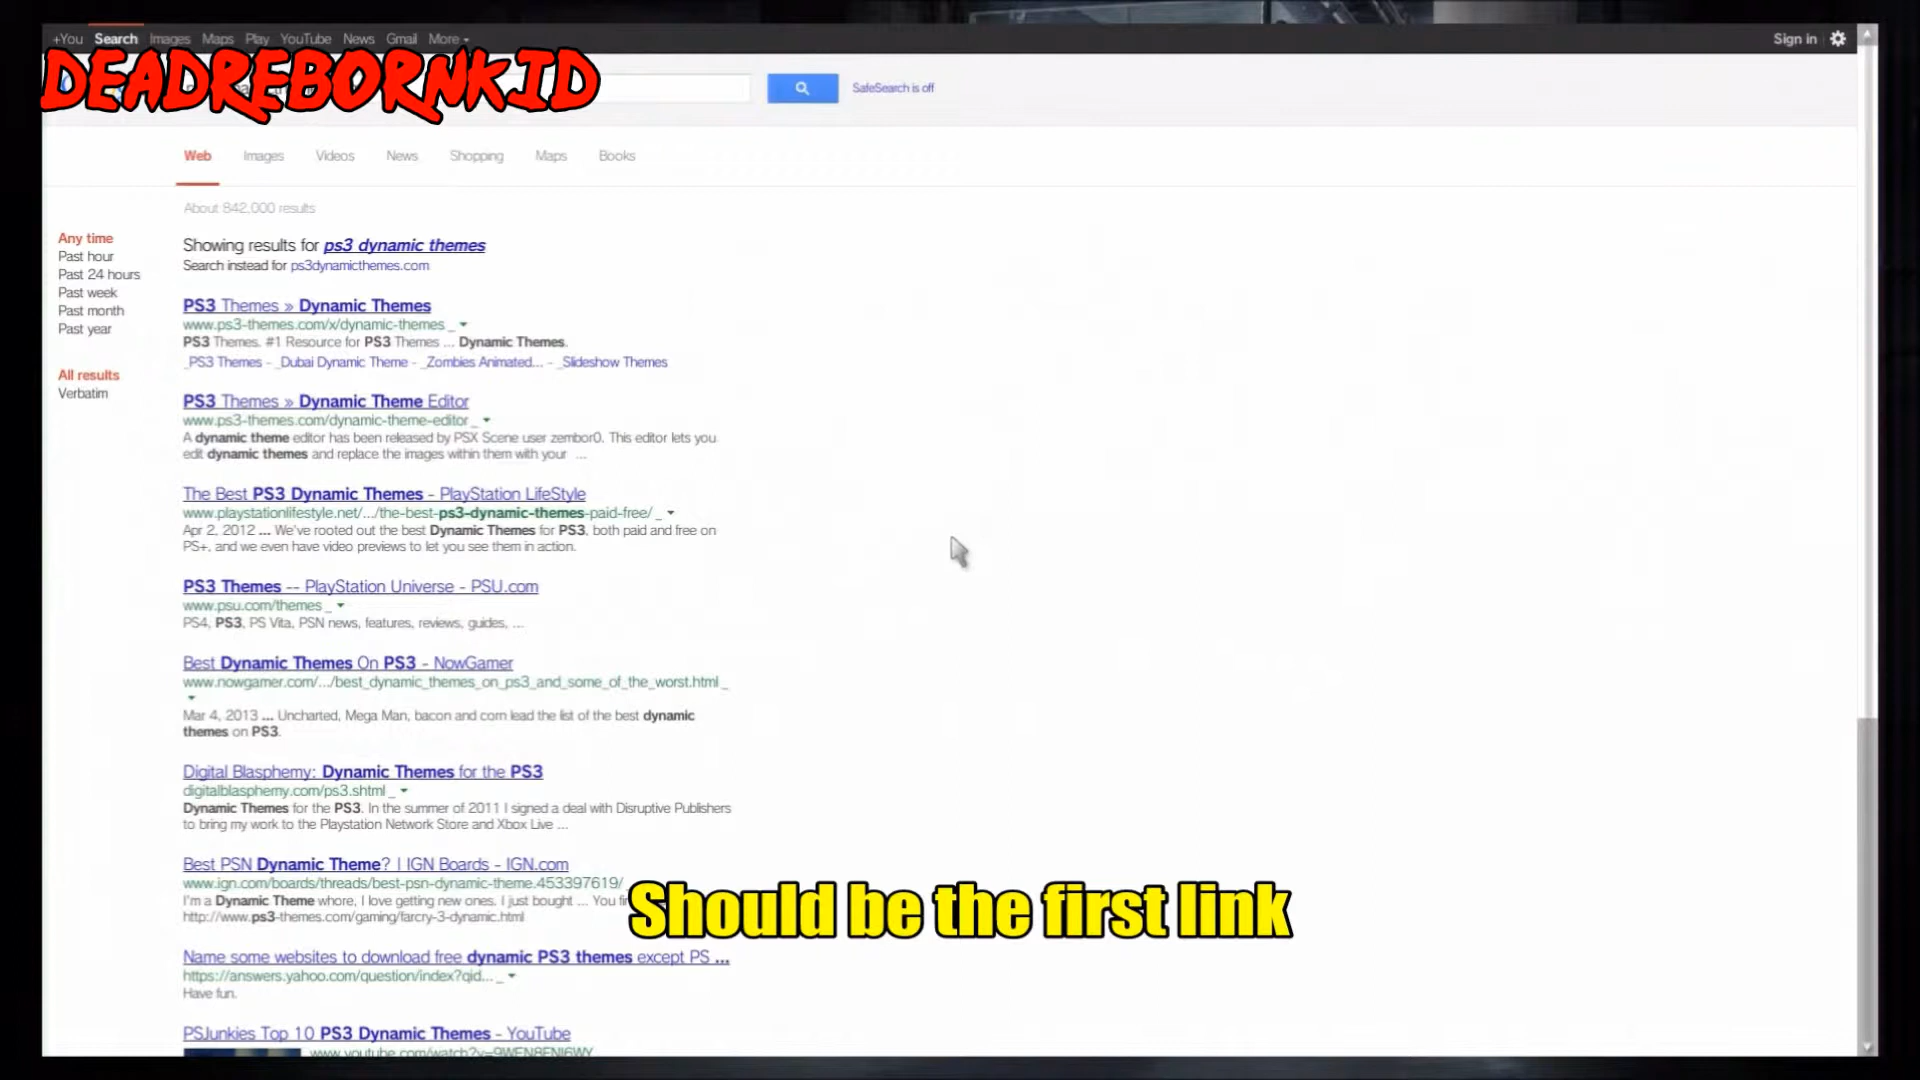 +You Search Images Maps Play YouTube News Gmail More
Sign in
DEADREBORNKID
SafeSearch is off
Web Images Videos News Shopping Maps Books
About 842,000 results
Any time
Past hour
Past 24 hours
Past week
Past month
Past year
All results
Verbatim
Showing results for ps3 dynamic themes
Search instead for ps3dynamicthemes.com
PS3 Themes » Dynamic Themes
www.ps3-themes.com/x/dynamic-themes _
PS3 Themes. #1 Resource for PS3 Themes ... Dynamic Themes.
_PS3 Themes - _Dubai Dynamic Theme - _Zombies Animated... - _Slideshow Themes
PS3 Themes » Dynamic Theme Editor
www.ps3-themes.com/dynamic-theme-editor _
A dynamic theme editor has been released by PSX Scene user zembor0. This editor lets you
edit dynamic themes and replace the images within them with your ...
The Best PS3 Dynamic Themes - PlayStation LifeStyle
www.playstationlifestyle.net/.../the-best-ps3-dynamic-themes-paid-free/ _
Apr 2, 2012 ... We've rooted out the best Dynamic Themes for PS3, both paid and free on
PS+, and we even have video previews to let you see them in action.
PS3 Themes -- PlayStation Universe - PSU.com
www.psu.com/themes _
PS4, PS3, PS Vita, PSN news, features, reviews, guides, ...
Best Dynamic Themes On PS3 - NowGamer
www.nowgamer.com/.../best_dynamic_themes_on_ps3_and_some_of_the_worst.html _
Mar 4, 2013 ... Uncharted, Mega Man, bacon and corn lead the list of the best dynamic
themes on PS3.
Digital Blasphemy: Dynamic Themes for the PS3
digitalblasphemy.com/ps3.shtml _
Dynamic Themes for the PS3. In the summer of 2011 I signed a deal with Disruptive Publishers
to bring my work to the Playstation Network Store and Xbox Live ...
Best PSN Dynamic Theme? | IGN Boards - IGN.com
www.ign.com/boards/threads/best-psn-dynamic-theme.453397619/
I'm a Dynamic Theme whore, I love getting new ones. I just bought ...
http://www.ps3-themes.com/gaming/farcry-3-dynamic.html
Should be the first link
Name some websites to download free dynamic PS3 themes except PS ...
https://answers.yahoo.com/question/index?qid... _
Have fun.
PSJunkies Top 10 PS3 Dynamic Themes - YouTube